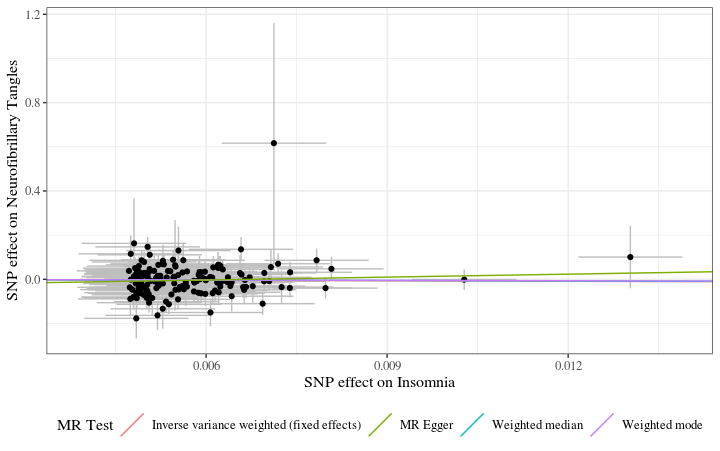 1.2
0.8
0.4
0.0
SNP effect on Neurofibrillary Tangles
0.006
0.009
0.012
SNP effect on Insomnia
MR Test
Inverse variance weighted (fixed effects)
MR Egger
Weighted median
Weighted mode